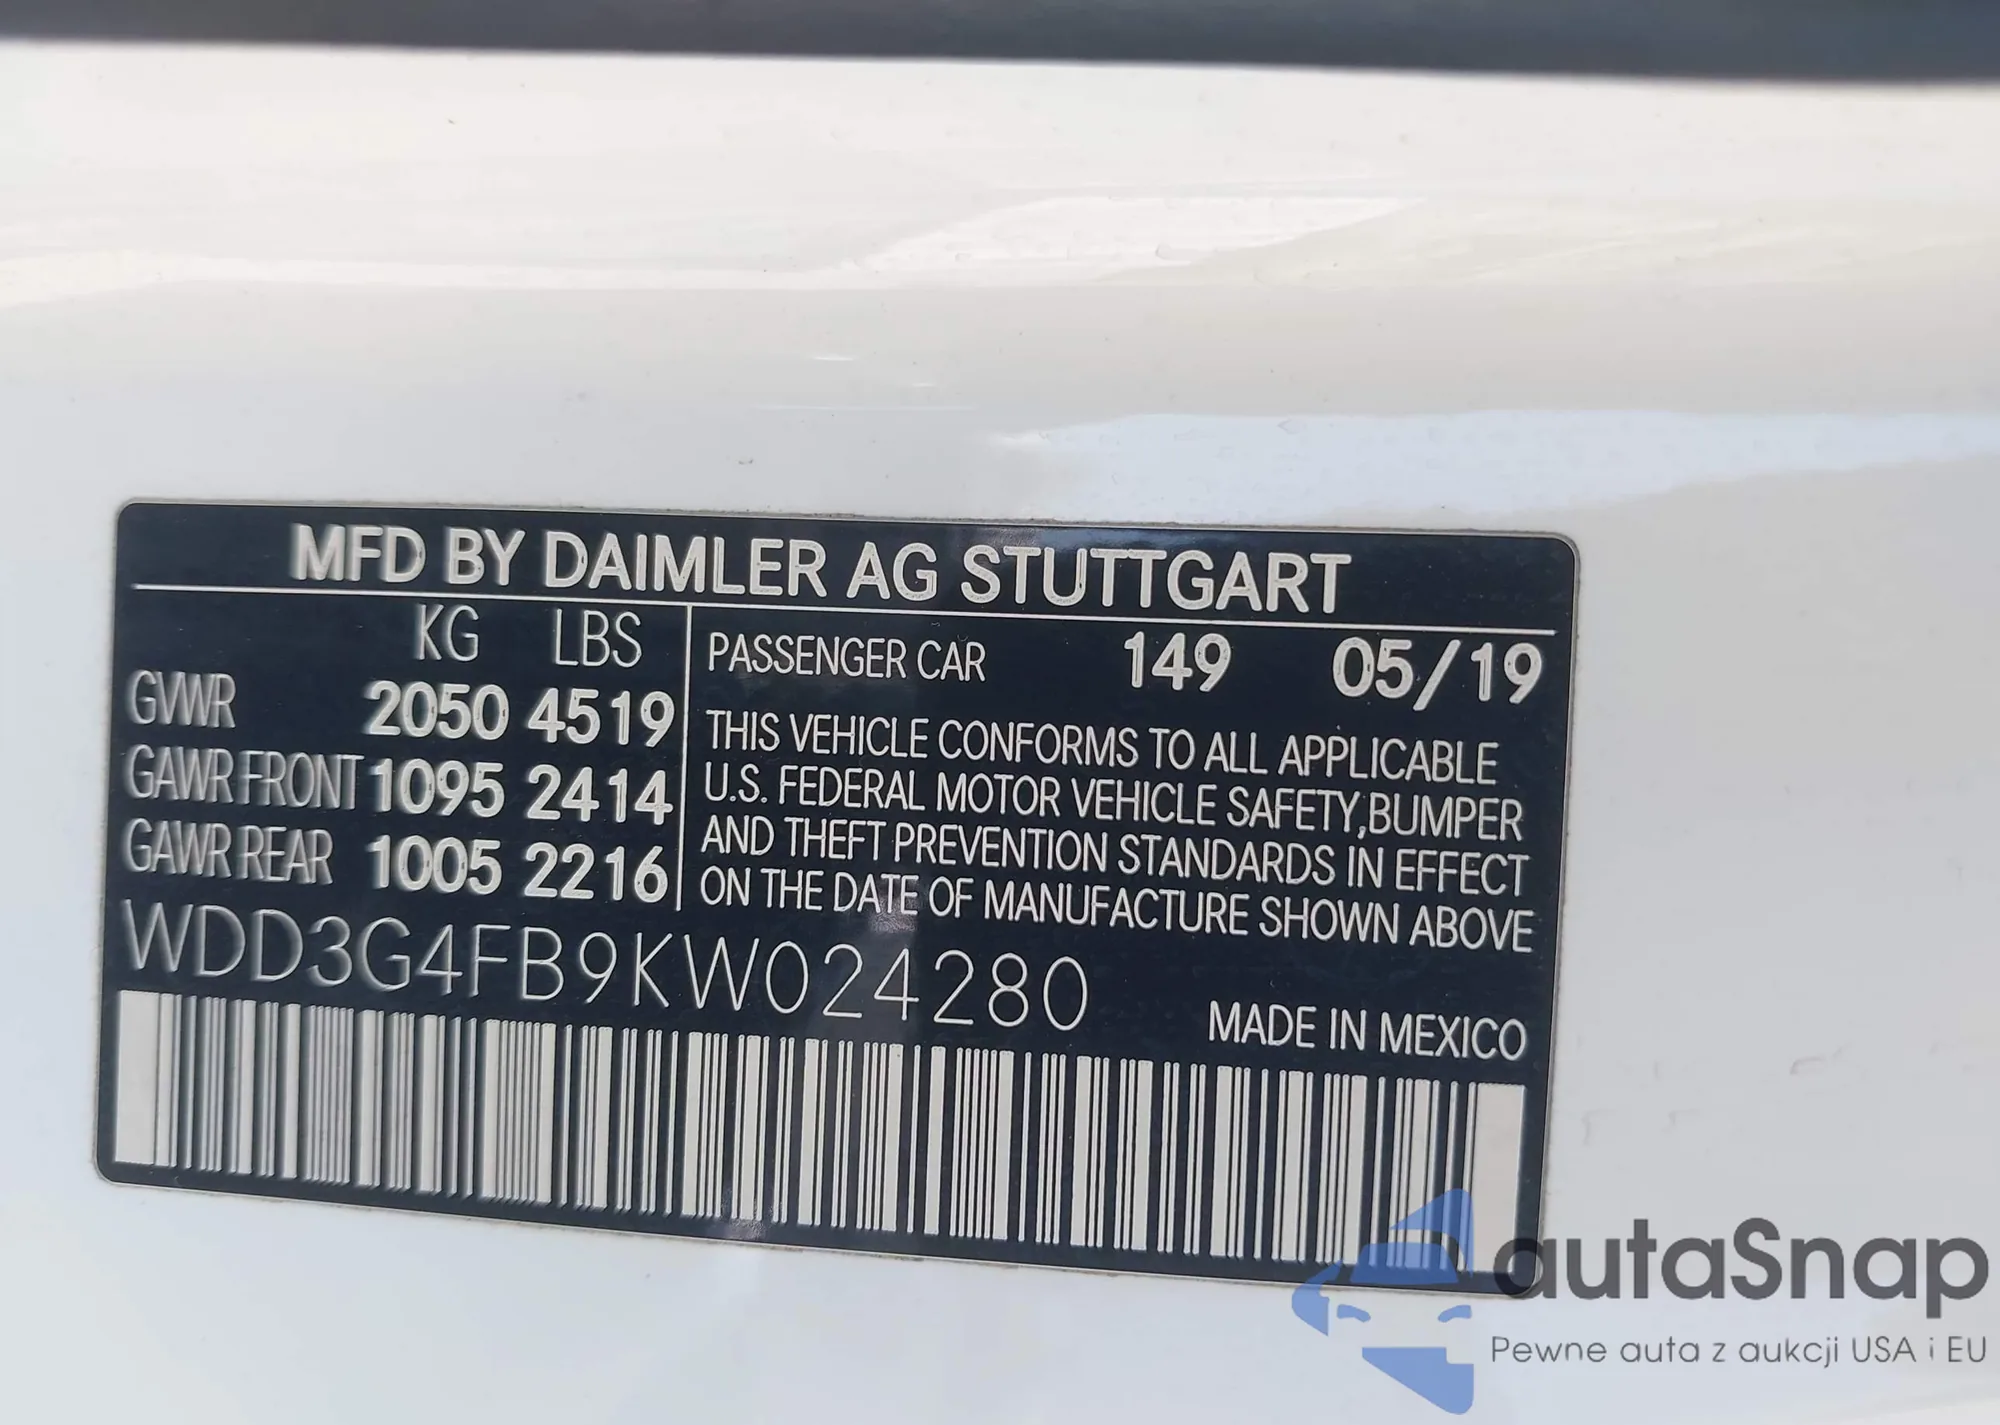 MFD BY DAIMLER AG STUTTGART
KG LBS
GVWR 2050 4519
GAWR FRONT 1095 2414
GAWR REAR 1005 2216
PASSENGER CAR 149 05/19
THIS VEHICLE CONFORMS TO ALL APPLICABLE
U.S. FEDERAL MOTOR VEHICLE SAFETY,BUMPER
AND THEFT PREVENTION STANDARDS IN EFFECT
ON THE DATE OF MANUFACTURE SHOWN ABOVE
WDD3G4FB9KW024280
MADE IN MEXICO
autaSnap
Pewne auta z aukcji USA i EU